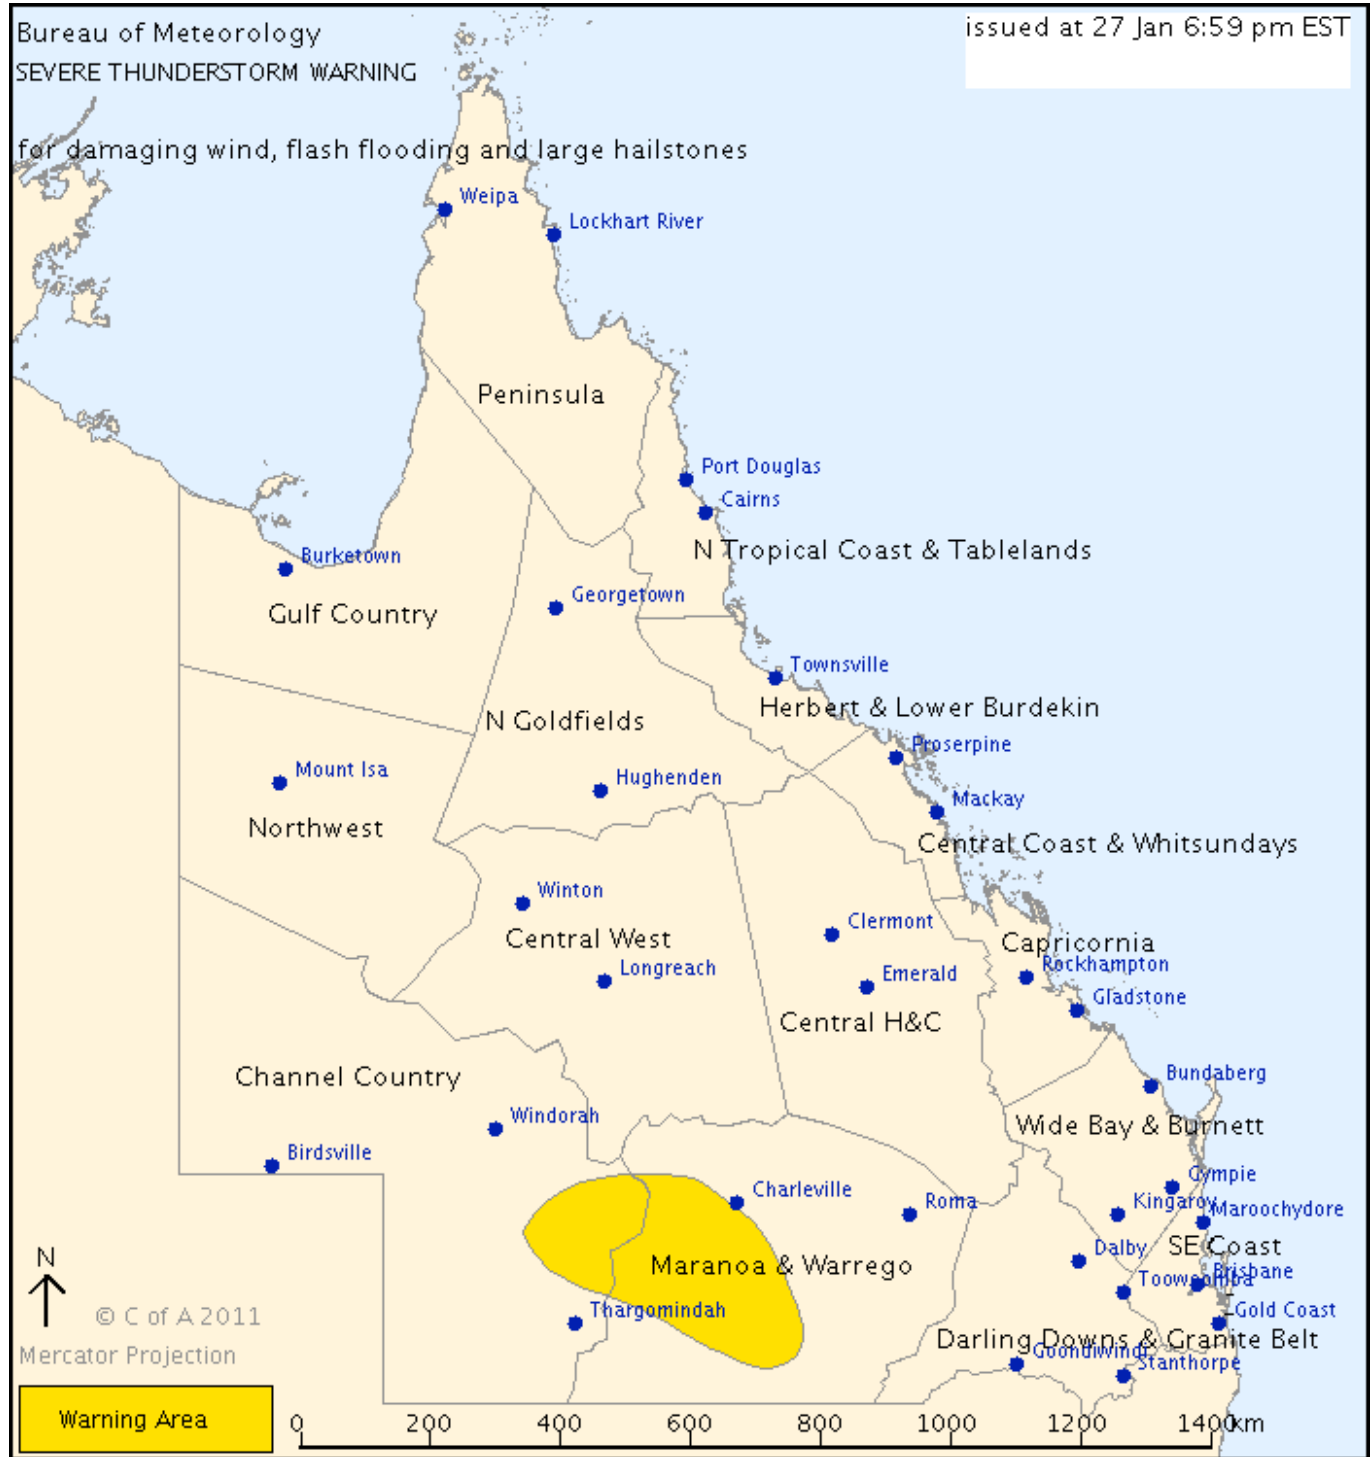 Bureau of Meteorology
issued at 27 Jan 6:59 pm EST
SEVERE THUNDERSTORM WARNING
for damaging wind, flash flooding and large hailstones
Weipa
Lockhart River
Peninsula
Port Douglas
Cairns
N Tropical Coast & Tablelands
Burketown
Georgetown
Gulf Country
Townsville
Herbert & Lower Burdekin
N Goldfields
Proserpine
Mount Isa
Hughenden
Mackay
Northwest
Central Coast & Whitsundays
Winton
Clermont
Central West
Capricornia
Rockhampton
Longreach
Emerald
Gladstone
Central H&C
Channel Country
Bundaberg
Windorah
Wide Bay & Burnett
Birdsville
Charleville
Gympie
Roma
Kingaroy
Maroochydore
SE Coast
Dalby
Maranoa & Warrego
Brisbane
Toowoomba
N
Thargomindah
Gold Coast
© C of A 2011
Darling Downs & Granite Belt
Mercator Projection
Goondiwindi
Stanthorpe
Warning Area
0 200 400 600 800 1000 1200 1400km